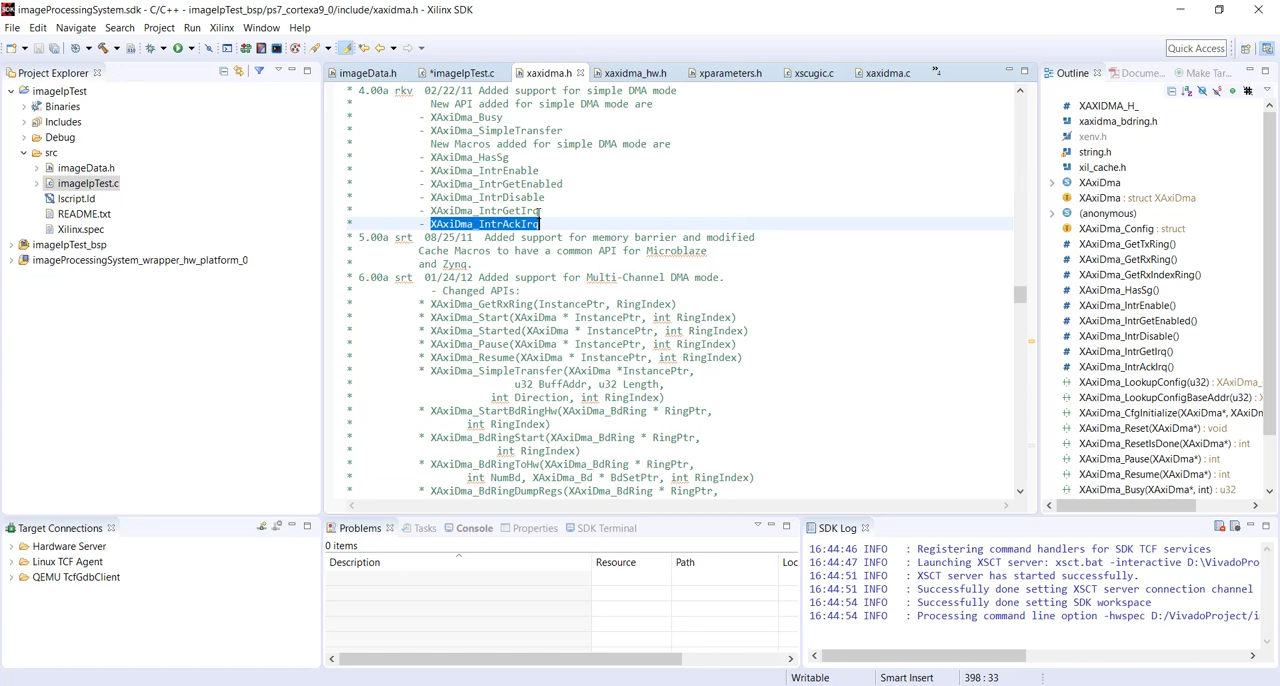 imageProcessingSystem.sdk - C/C++ - imageIpTest_bsp/ps7_cortexa9_0/include/xaxidma.h - Xilinx SDK
File Edit Navigate Search Project Run Xilinx Window Help
Quick Access
Project Explorer
imageIpTest
Binaries
Includes
Debug
src
imageData.h
imageIpTest.c
lscript.ld
README.txt
Xilinx.spec
imageIpTest_bsp
imageProcessingSystem_wrapper_hw_platform_0
imageData.h *imageIpTest.c xaxidma.h xaxidma_hw.h xparameters.h xscugic.c xaxidma.c
* 4.00a rkv 02/22/11 Added support for simple DMA mode
* New API added for simple DMA mode are
* - XAxiDma_Busy
* - XAxiDma_SimpleTransfer
* New Macros added for simple DMA mode are
* - XAxiDma_HasSg
* - XAxiDma_IntrEnable
* - XAxiDma_IntrGetEnabled
* - XAxiDma_IntrDisable
* - XAxiDma_IntrGetIrq
* - XAxiDma_IntrAckIrq
* 5.00a srt 08/25/11 Added support for memory barrier and modified
* Cache Macros to have a common API for Microblaze
* and Zynq.
* 6.00a srt 01/24/12 Added support for Multi-Channel DMA mode.
* - Changed APIs:
* * XAxiDma_GetRxRing(InstancePtr, RingIndex)
* * XAxiDma_Start(XAxiDma * InstancePtr, int RingIndex)
* * XAxiDma_Started(XAxiDma * InstancePtr, int RingIndex)
* * XAxiDma_Pause(XAxiDma * InstancePtr, int RingIndex)
* * XAxiDma_Resume(XAxiDma * InstancePtr, int RingIndex)
* * XAxiDma_SimpleTransfer(XAxiDma *InstancePtr,
* u32 BuffAddr, u32 Length,
* int Direction, int RingIndex)
* * XAxiDma_StartBdRingHw(XAxiDma_BdRing * RingPtr,
* int RingIndex)
* * XAxiDma_BdRingStart(XAxiDma_BdRing * RingPtr,
* int RingIndex)
* * XAxiDma_BdRingToHw(XAxiDma_BdRing * RingPtr,
* int NumBd, XAxiDma_Bd * BdSetPtr, int RingIndex)
* * XAxiDma_BdRingDumpRegs(XAxiDma_BdRing * RingPtr,
Outline Docume... Make Tar...
XAXIDMA_H_
xaxidma_bdring.h
xenv.h
string.h
xil_cache.h
XAxiDma
XAxiDma : struct XAxiDma
(anonymous)
XAxiDma_Config : struct
XAxiDma_GetTxRing()
XAxiDma_GetRxRing()
XAxiDma_GetRxIndexRing()
XAxiDma_HasSg()
XAxiDma_IntrEnable()
XAxiDma_IntrGetEnabled()
XAxiDma_IntrDisable()
XAxiDma_IntrGetIrq()
XAxiDma_IntrAckIrq()
XAxiDma_LookupConfig(u32) : XAxiDma_
XAxiDma_LookupConfigBaseAddr(u32) :
XAxiDma_CfgInitialize(XAxiDma*, XAxiDm
XAxiDma_Reset(XAxiDma*) : void
XAxiDma_ResetIsDone(XAxiDma*) : int
XAxiDma_Pause(XAxiDma*) : int
XAxiDma_Resume(XAxiDma*) : int
XAxiDma_Busy(XAxiDma*, int) : u32
Target Connections
Hardware Server
Linux TCF Agent
QEMU TcfGdbClient
Problems Tasks Console Properties SDK Terminal
0 items
Description Resource Path Loc
SDK Log
16:44:46 INFO : Registering command handlers for SDK TCF services
16:44:47 INFO : Launching XSCT server: xsct.bat -interactive D:\VivadoPro
16:44:51 INFO : XSCT server has started successfully.
16:44:51 INFO : Successfully done setting XSCT server connection channel
16:44:54 INFO : Successfully done setting SDK workspace
16:44:54 INFO : Processing command line option -hwspec D:/VivadoProject/i
Writable Smart Insert 398 : 33